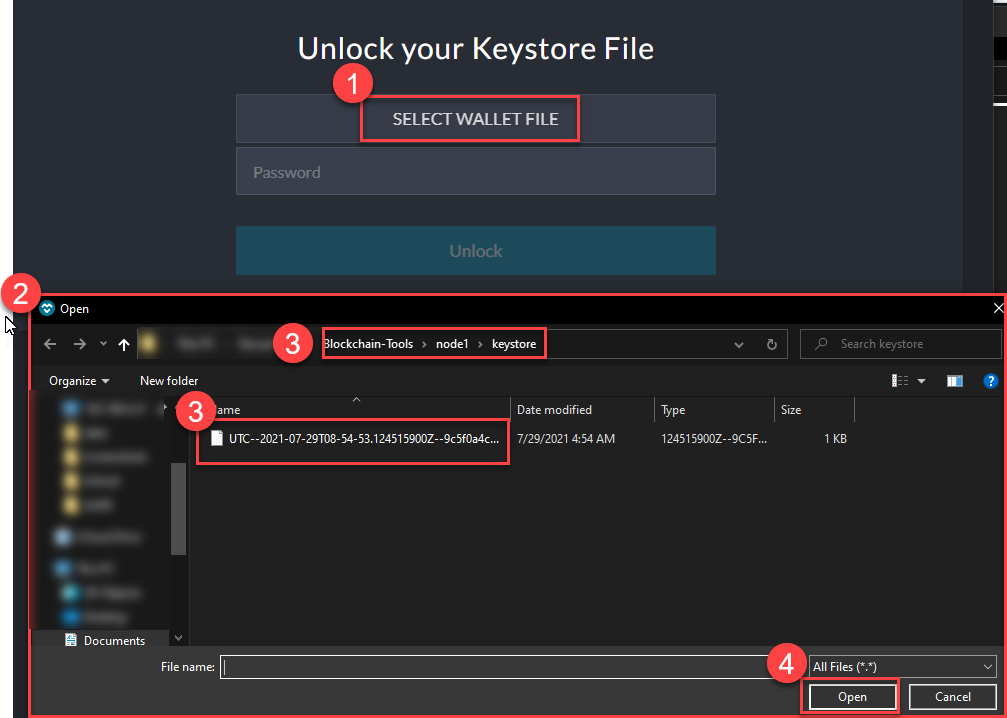 Unlock your Keystore File
1
SELECT WALLET FILE
Password
Unlock
2
Open
3
Blockchain-Tools > node1 > keystore
Search keystore
Organize
New folder
?
3
ame
Date modified
Type
Size
UTC--2021-07-29T08-54-53.124515900Z--9c5f0a4c...
7/29/2021 4:54 AM
124515900Z--9C5F...
1 KB
Documents
File name:
4
All Files (*.*)
Open
Cancel